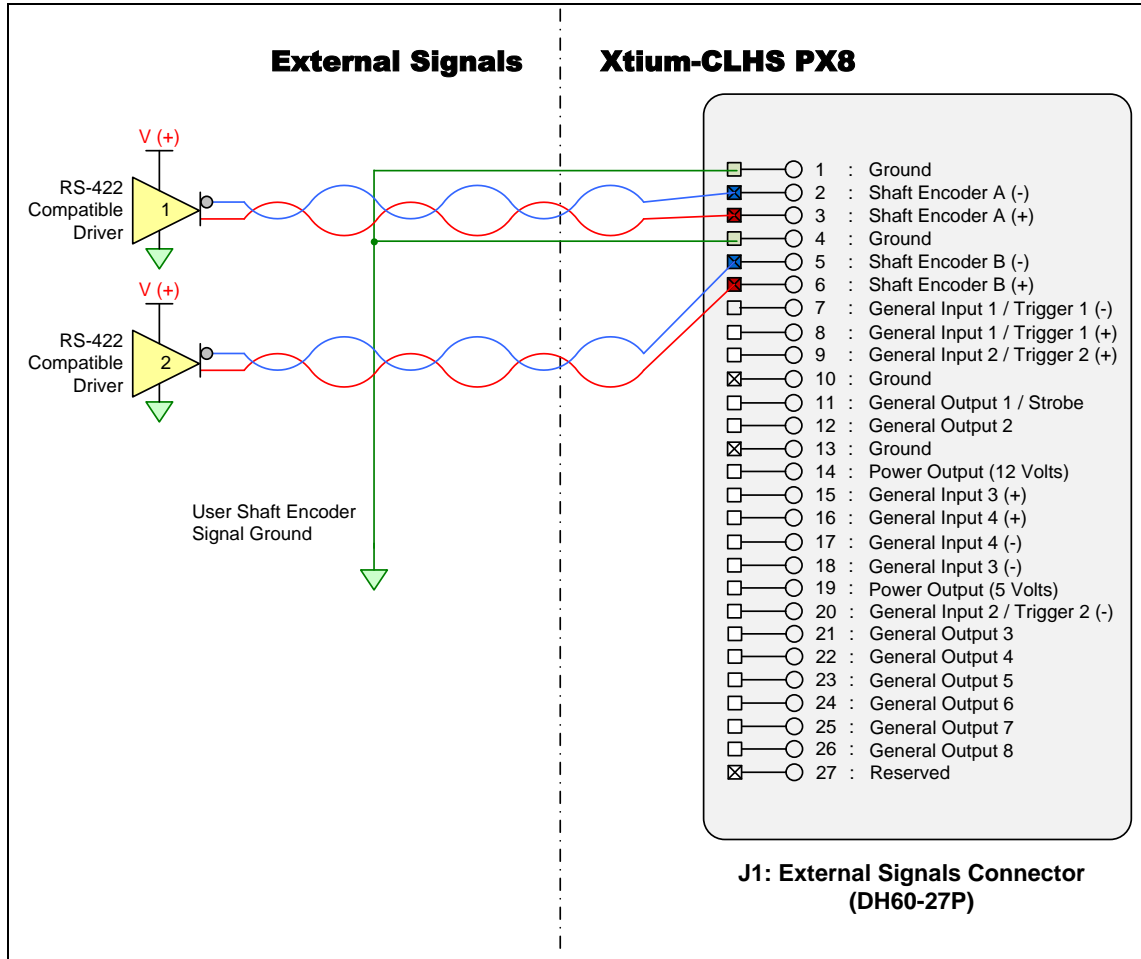 External Signals
Xtium-CLHS PX8
V (+)
RS-422
Compatible
Driver
1
V (+)
RS-422
Compatible
Driver
2
User Shaft Encoder
Signal Ground
1 : Ground
2 : Shaft Encoder A (-)
3 : Shaft Encoder A (+)
4 : Ground
5 : Shaft Encoder B (-)
6 : Shaft Encoder B (+)
7 : General Input 1 / Trigger 1 (-)
8 : General Input 1 / Trigger 1 (+)
9 : General Input 2 / Trigger 2 (+)
10 : Ground
11 : General Output 1 / Strobe
12 : General Output 2
13 : Ground
14 : Power Output (12 Volts)
15 : General Input 3 (+)
16 : General Input 4 (+)
17 : General Input 4 (-)
18 : General Input 3 (-)
19 : Power Output (5 Volts)
20 : General Input 2 / Trigger 2 (-)
21 : General Output 3
22 : General Output 4
23 : General Output 5
24 : General Output 6
25 : General Output 7
26 : General Output 8
27 : Reserved
J1: External Signals Connector
(DH60-27P)